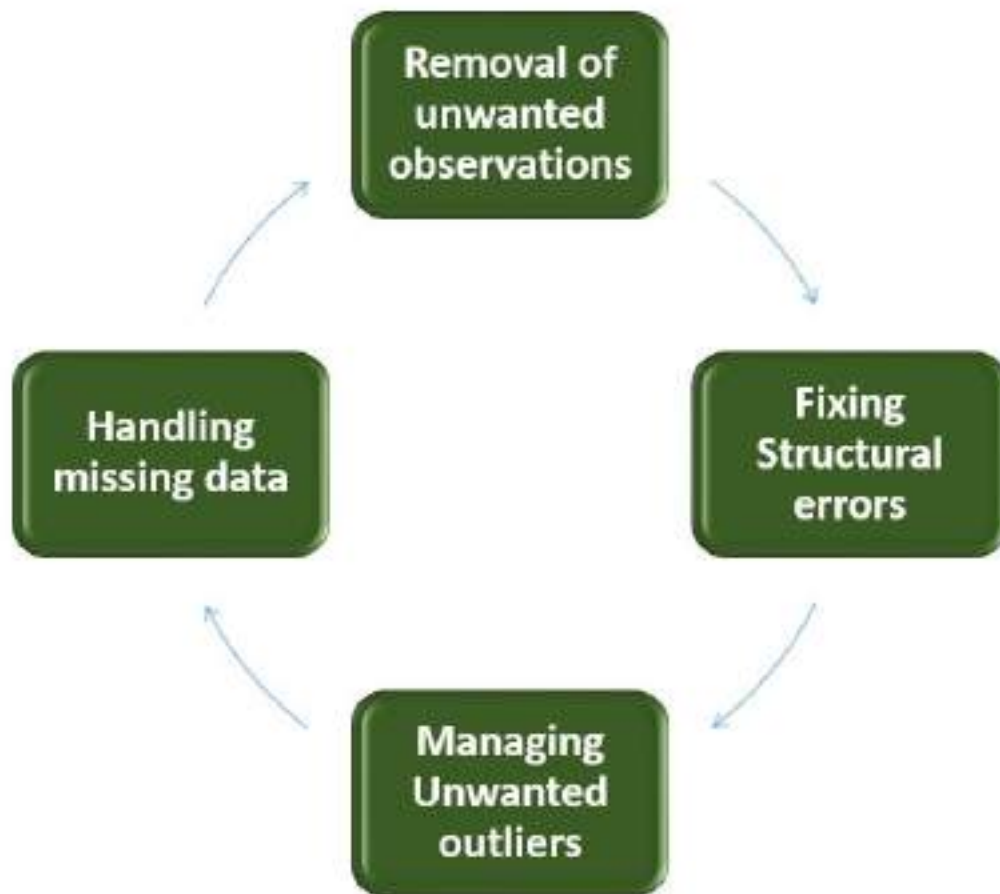 Removal of
unwanted
observations
Fixing
Structural
errors
Managing
Unwanted
outliers
Handling
missing data